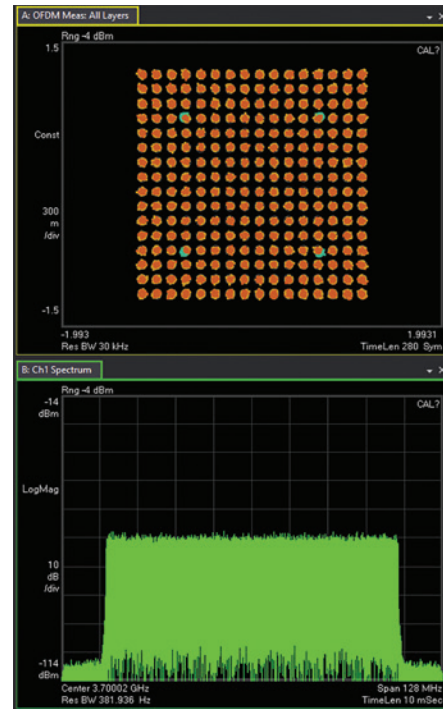 A: OFDM Meas: All Layers
Rng -4 dBm
1.5
CAL?
Const
300
m
/div
-1.5
-1.993
1.9931
Res BW 30 kHz
TimeLen 280 Sym
B: Ch1 Spectrum
Rng -4 dBm
-14
dBm
CAL?
LogMag
10
dB
/div
-114
dBm
Center 3.70002 GHz
Span 128 MHz
Res BW 381.936 Hz
TimeLen 10 mSec